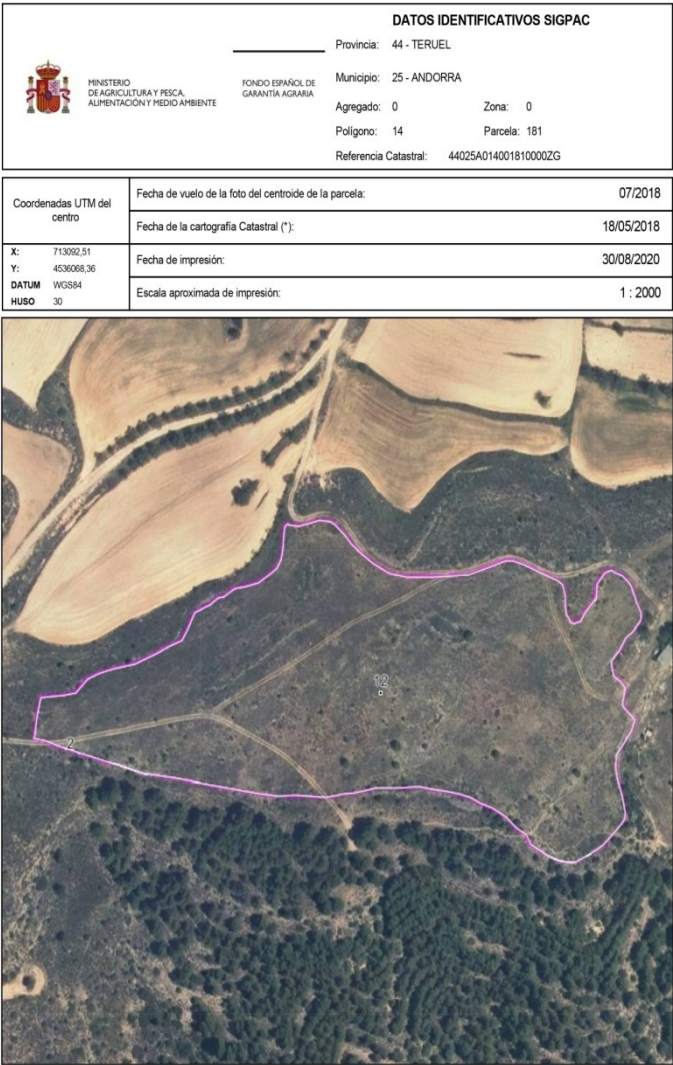 DATOS IDENTIFICATIVOS SIGPAC
MINISTERIO
DE AGRICULTURA Y PESCA,
ALIMENTACIÓN Y MEDIO AMBIENTE
FONDO ESPAÑOL DE
GARANTÍA AGRARIA
Provincia: 44 - TERUEL
Municipio: 25 - ANDORRA
Agregado: 0 Zona: 0
Polígono: 14 Parcela: 181
Referencia Catastral: 44025A014001810000ZG
Coordenadas UTM del
centro
X: 713092,51
Y: 4536068,36
DATUM WGS84
HUSO 30
Fecha de vuelo de la foto del centroide de la parcela: 07/2018
Fecha de la cartografía Catastral (*): 18/05/2018
Fecha de impresión: 30/08/2020
Escala aproximada de impresión: 1 : 2000
12
2